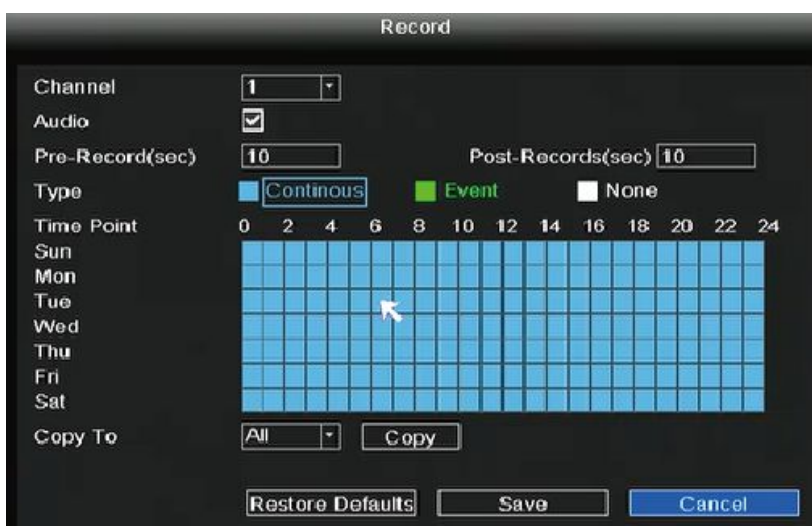 Record
Channel 1
Audio
Pre-Record(sec) 10 Post-Records(sec) 10
Type Continous Event None
Time Point 0 2 4 6 8 10 12 14 16 18 20 22 24
Sun
Mon
Tue
Wed
Thu
Fri
Sat
Copy To All Copy
Restore Defaults Save Cancel